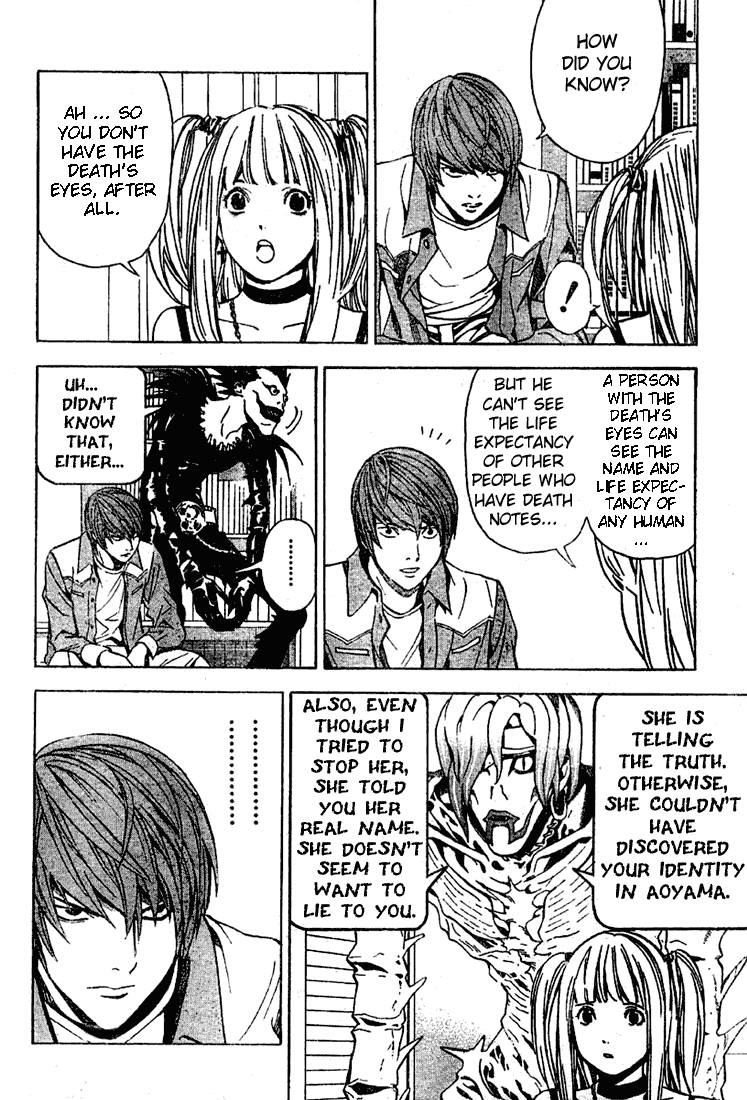 HOW
DID YOU
KNOW?
!
AH ... SO
YOU DON'T
HAVE THE
DEATH'S
EYES, AFTER
ALL.
A PERSON
WITH THE
DEATH'S
EYES CAN
SEE THE
NAME AND
LIFE EXPEC-
TANCY OF
ANY HUMAN
...
BUT HE
CAN'T SEE
THE LIFE
EXPECTANCY
OF OTHER
PEOPLE WHO
HAVE DEATH
NOTES...
UH...
DIDN'T
KNOW
THAT,
EITHER...
........
SHE IS
TELLING
THE TRUTH.
OTHERWISE,
SHE COULDN'T
HAVE
DISCOVERED
YOUR IDENTITY
IN AOYAMA.
ALSO, EVEN
THOUGH I
TRIED TO
STOP HER,
SHE TOLD
YOU HER
REAL NAME.
SHE DOESN'T
SEEM TO
WANT TO
LIE TO YOU.
............